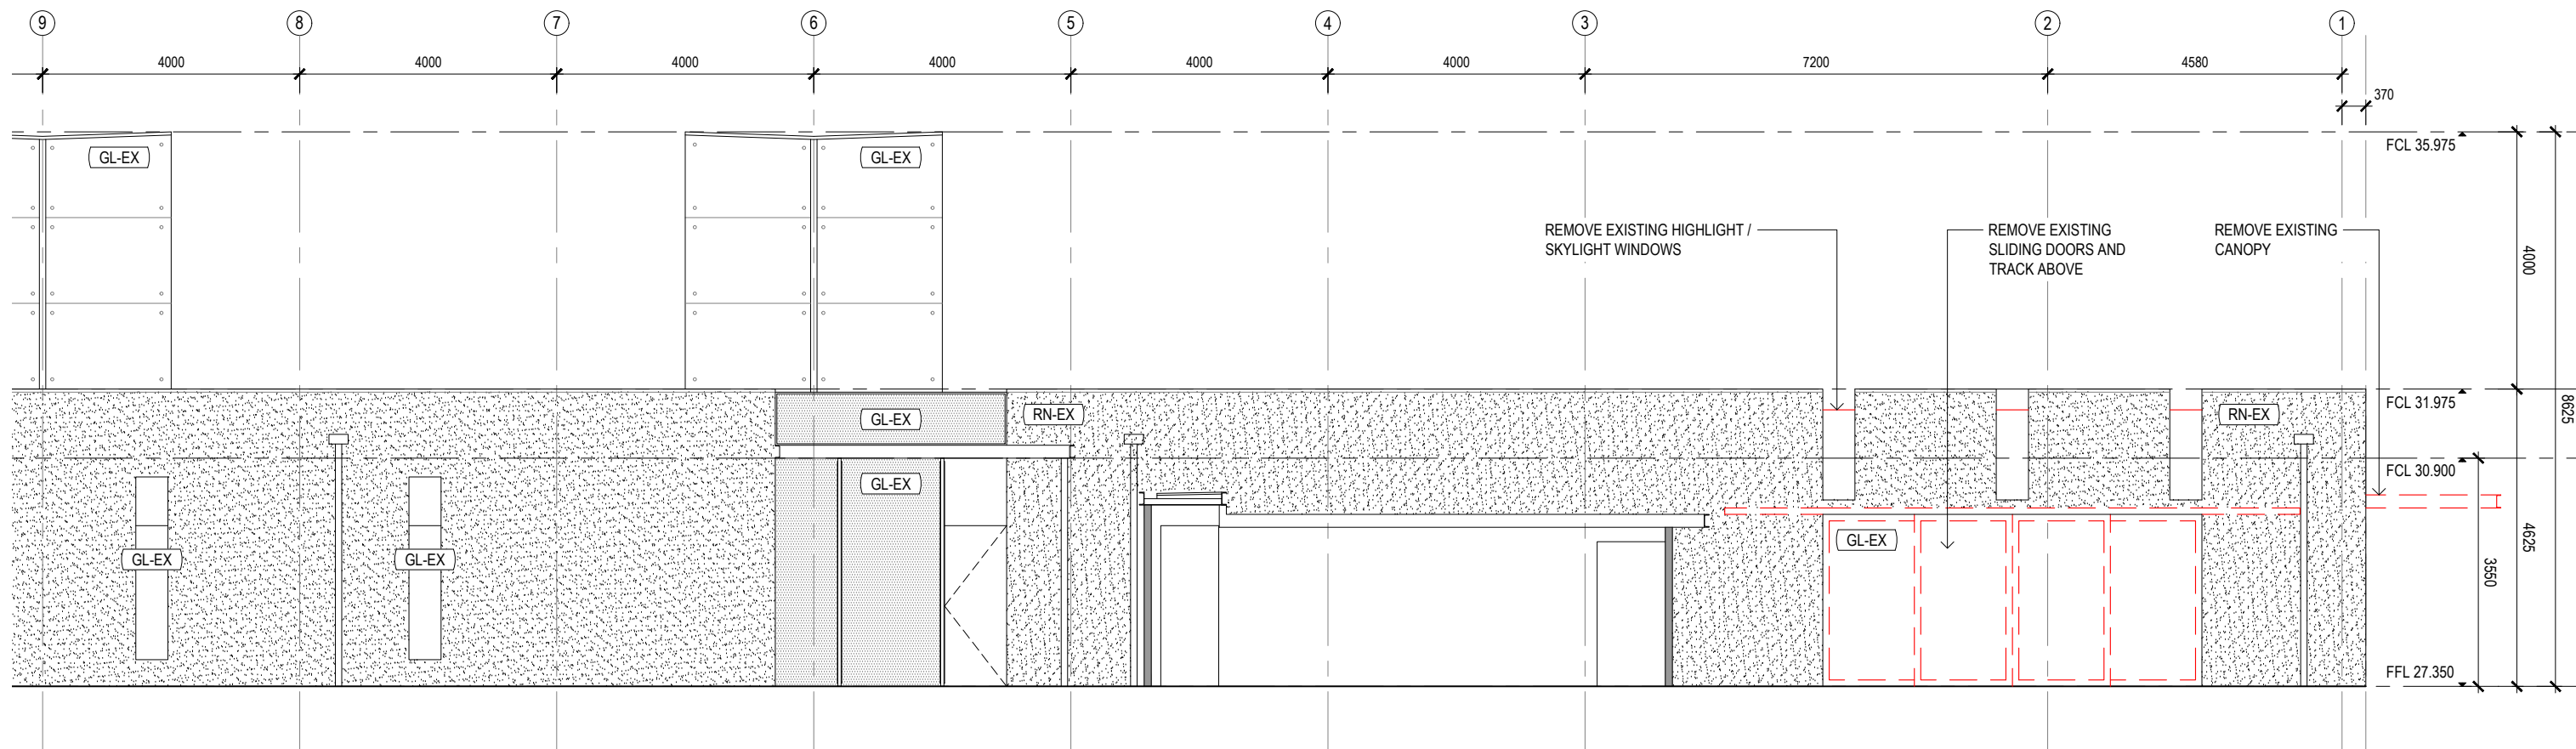 9 8 7 6 5 4 3 2 1
4000 4000 4000 4000 4000 4000 7200 4580
370
GL-EX GL-EX
FCL 35.975
REMOVE EXISTING HIGHLIGHT /
SKYLIGHT WINDOWS
REMOVE EXISTING
SLIDING DOORS AND
TRACK ABOVE
REMOVE EXISTING
CANOPY
4000
FCL 31.975
8625
GL-EX
RN-EX
RN-EX
FCL 30.900
GL-EX
GL-EX
GL-EX
GL-EX
4625
3550
FFL 27.350